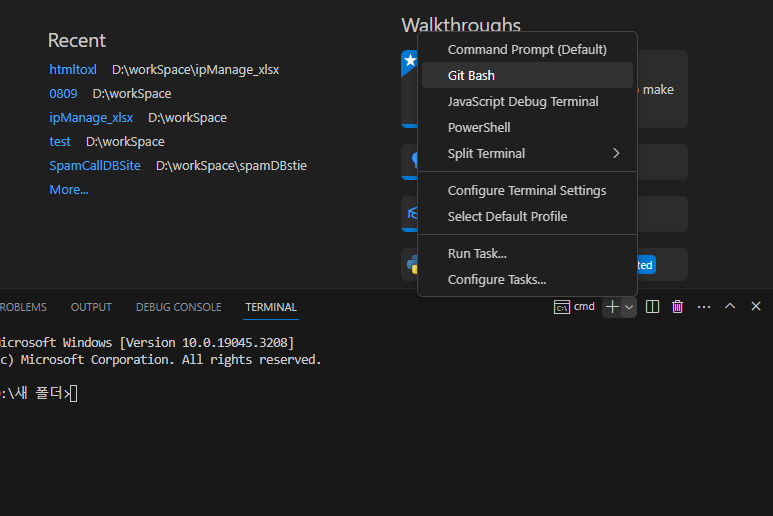 Walkthroughs
Recent
htmltoxl D:\workSpace\ipManage_xlsx
0809 D:\workSpace
ipManage_xlsx D:\workSpace
test D:\workSpace
SpamCallDBSite D:\workSpace\spamDBstie
More...
Command Prompt (Default)
Git Bash
JavaScript Debug Terminal
PowerShell
Split Terminal
Configure Terminal Settings
Select Default Profile
Run Task...
Configure Tasks...
make
ted
ROBLEMS OUTPUT DEBUG CONSOLE TERMINAL
C:\ cmd
icrosoft Windows [Version 10.0.19045.3208]
c) Microsoft Corporation. All rights reserved.
:\새 폴더>